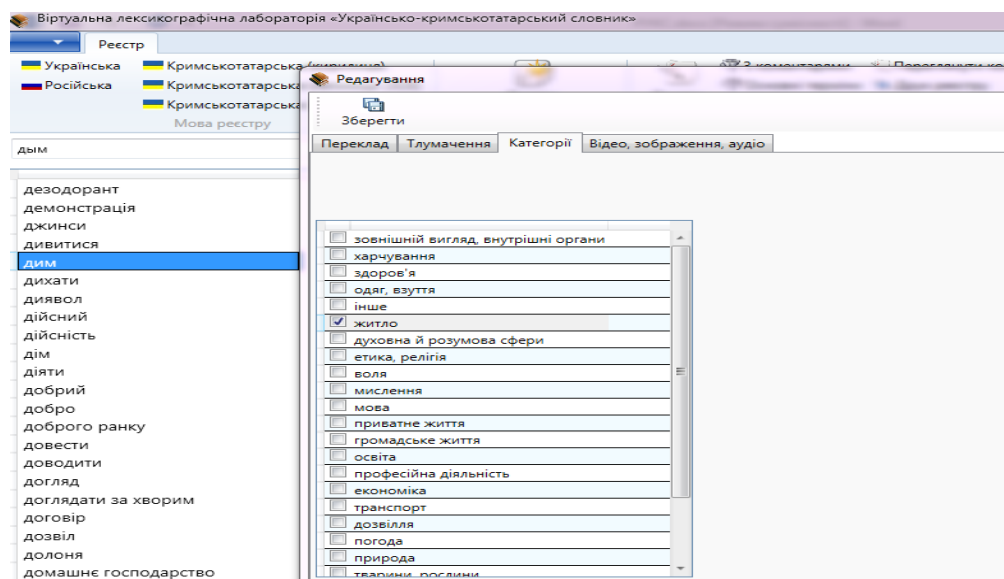 Віртуальна лексикографічна лабораторія «Українсько-кримськотатарський словник»
Реєстр
Українська Кримськотатарська (кирилиця)
Російська Кримськотатарська
Кримськотатарська
Мова реєстру
З коментарями Переглянути
дым
дезодорант
демонстрація
джинси
дивитися
дим
дихати
диявол
дійсний
дійсність
дім
діяти
добрий
добро
доброго ранку
довести
доводити
догляд
доглядати за хворим
договір
дозвіл
долоня
домашнє господарство
Редагування
Зберегти
Переклад Тлумачення Категорії Відео, зображення, аудіо
зовнішній вигляд, внутрішні органи
харчування
здоров'я
одяг, взуття
інше
житло
духовна й розумова сфери
етика, релігія
воля
мислення
мова
приватне життя
громадське життя
освіта
професійна діяльність
економіка
транспорт
дозвілля
погода
природа
тварини, рослини